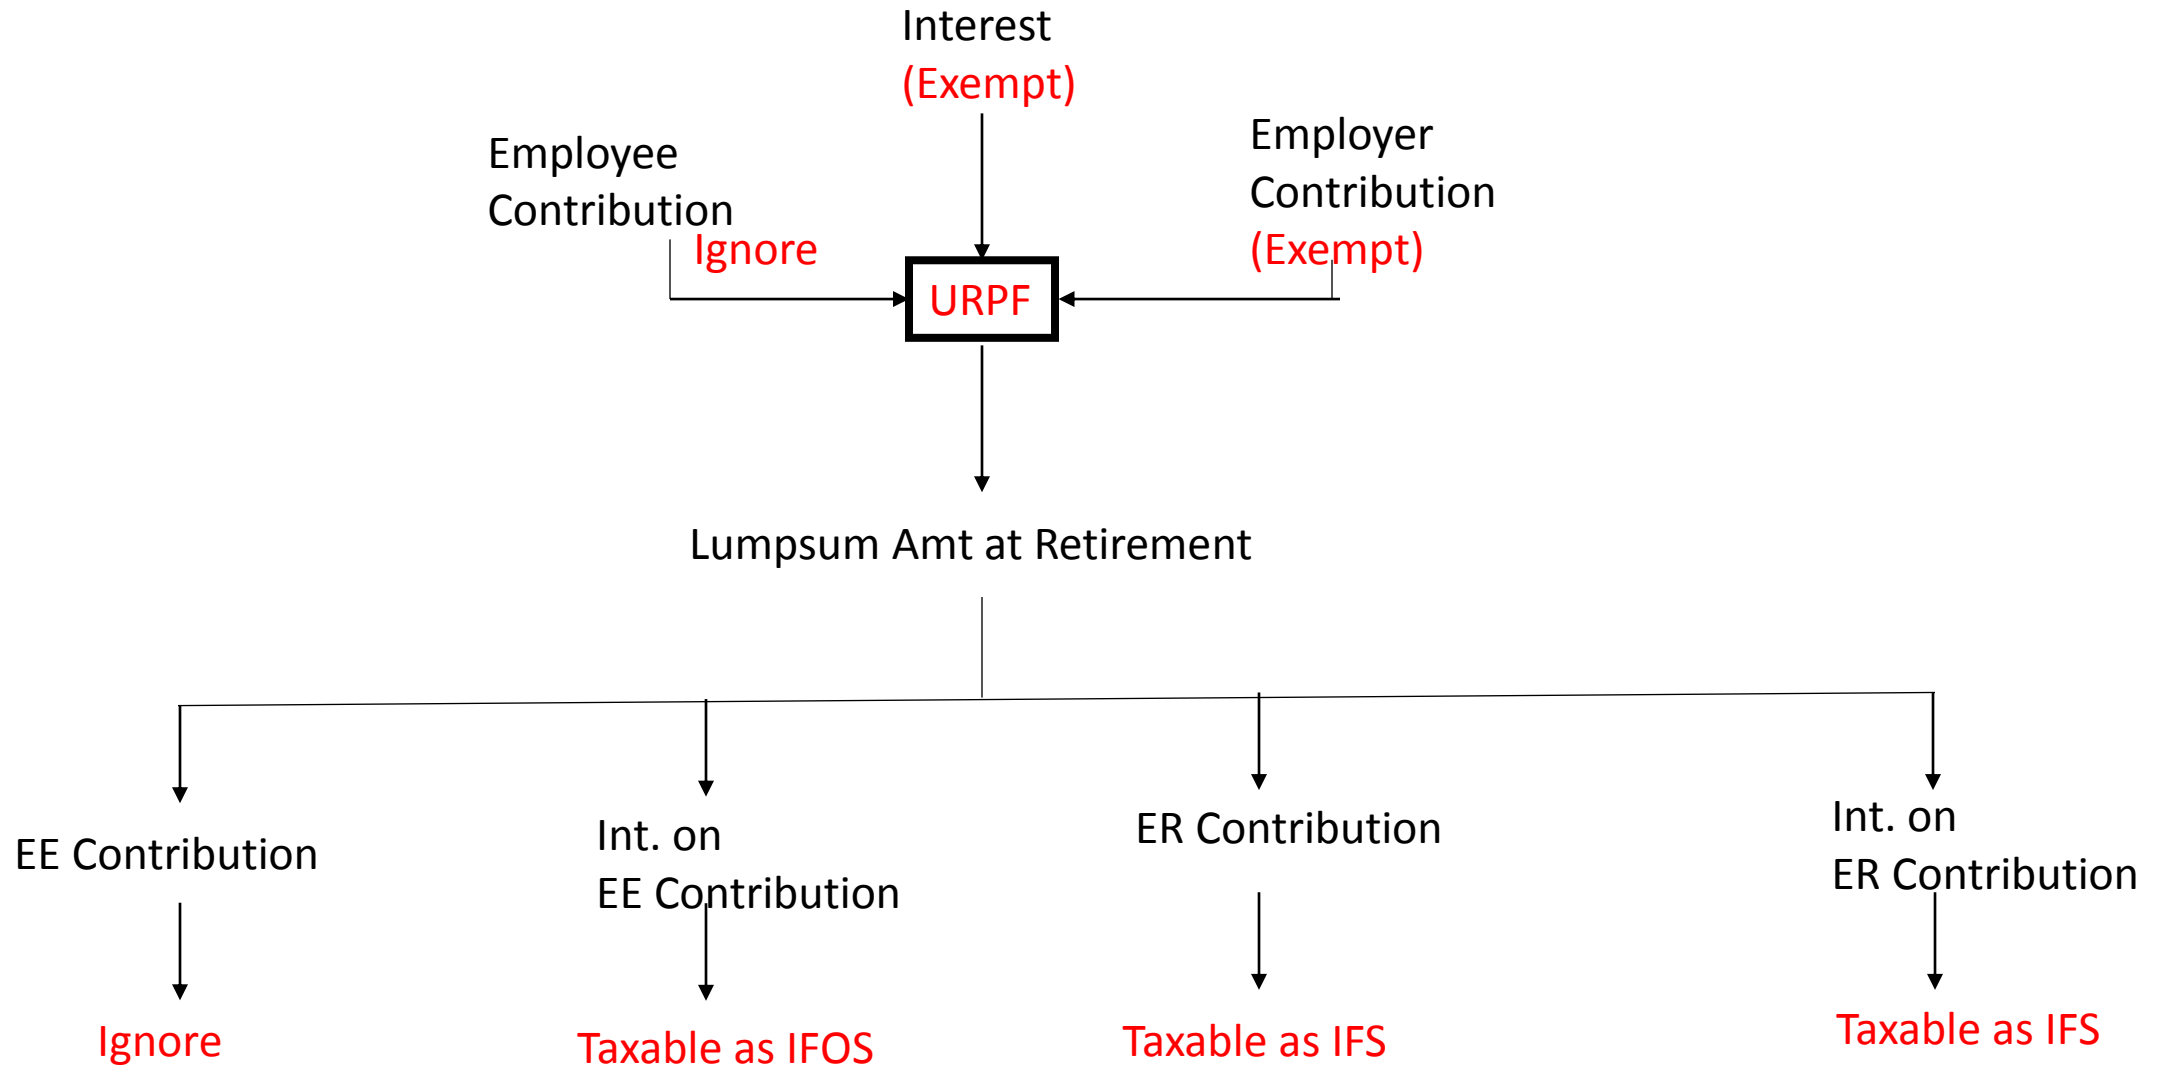 Interest
(Exempt)
Employee
Contribution
Ignore
Employer
Contribution
(Exempt)
URPF
Lumpsum Amt at Retirement
EE Contribution
Int. on
EE Contribution
ER Contribution
Int. on
ER Contribution
Ignore
Taxable as IFOS
Taxable as IFS
Taxable as IFS